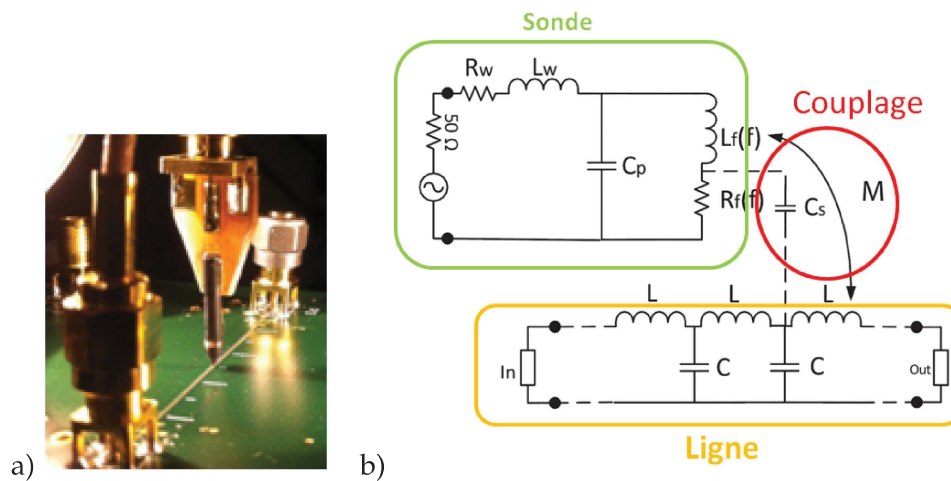 a)
b)
Sonde
Rw
Lw
50 Ω
Cp
Lf(f)
Rf(f)
Couplage
M
Cs
L
L
L
In
C
C
Out
Ligne